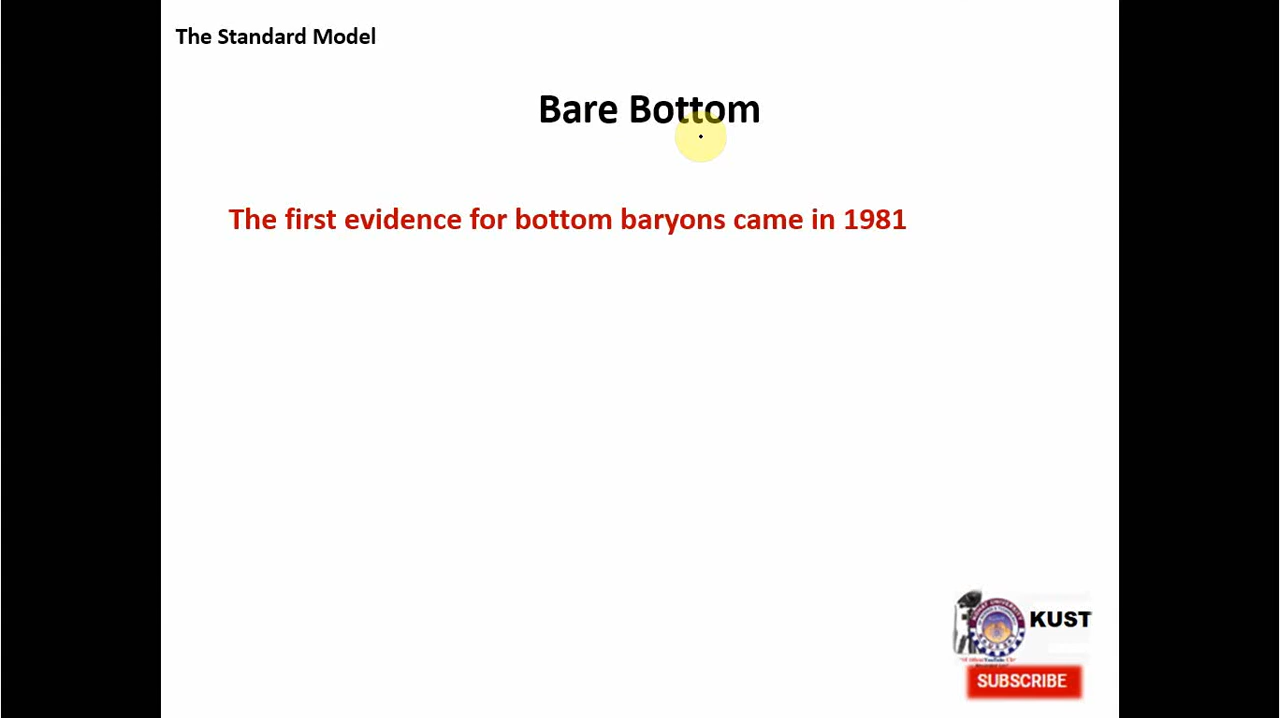 The Standard Model
Bare Bottom
The first evidence for bottom baryons came in 1981
KUST
SUBSCRIBE